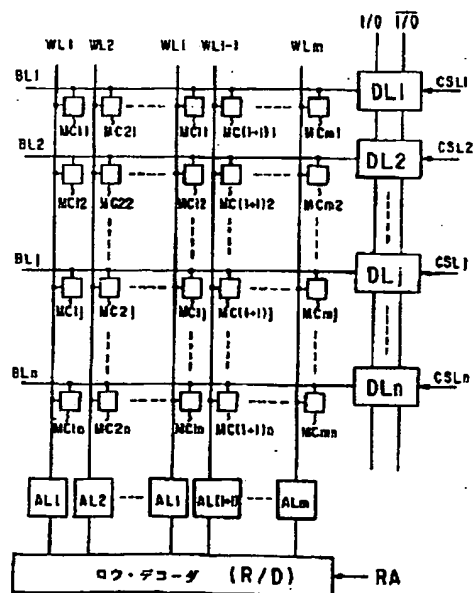 I/O I/O
WL1 WL2 WLi WLi-1 WLm
BL1 DL1 CSL1
MC11 MC21 MCi1 MC(i+1)1 MCm1
BL2 DL2 CSL2
MC12 MC22 MCi2 MC(i+1)2 MCm2
BLj DLj CSLj
MC1j MC2j MCij MC(i+1)j MCmj
BLn DLn CSLn
MC1n MC2n MCin MC(i+1)n MCmn
AL1 AL2 ALi AL(i+1) ALm
ロウ・デコーダ (R/D) RA